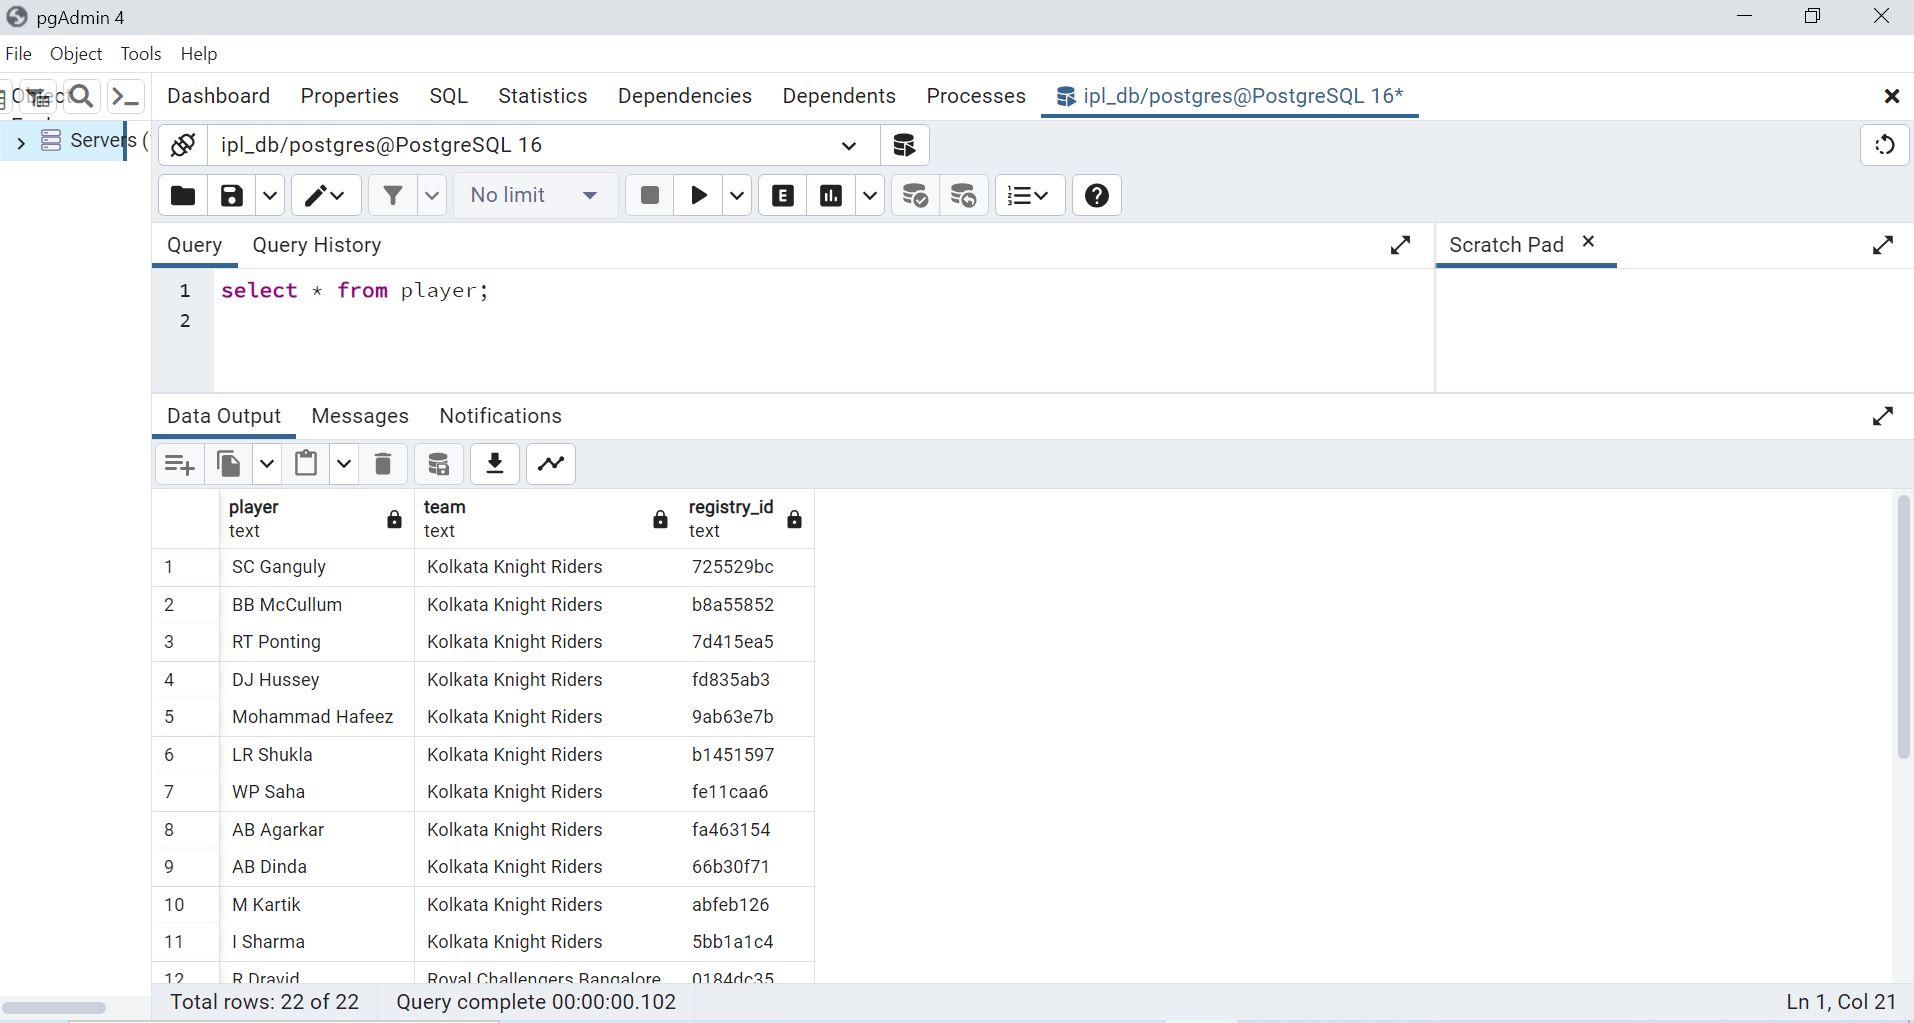 pgAdmin 4
File Object Tools Help
Dashboard Properties SQL Statistics Dependencies Dependents Processes ipl_db/postgres@PostgreSQL 16*
Servers (
ipl_db/postgres@PostgreSQL 16
No limit
E
Query Query History Scratch Pad
1 select * from player;
2
Data Output Messages Notifications
player team registry_id
text text text
1 SC Ganguly Kolkata Knight Riders 725529bc
2 BB McCullum Kolkata Knight Riders b8a55852
3 RT Ponting Kolkata Knight Riders 7d415ea5
4 DJ Hussey Kolkata Knight Riders fd835ab3
5 Mohammad Hafeez Kolkata Knight Riders 9ab63e7b
6 LR Shukla Kolkata Knight Riders b1451597
7 WP Saha Kolkata Knight Riders fe11caa6
8 AB Agarkar Kolkata Knight Riders fa463154
9 AB Dinda Kolkata Knight Riders 66b30f71
10 M Kartik Kolkata Knight Riders abfeb126
11 I Sharma Kolkata Knight Riders 5bb1a1c4
12 R Dravid Royal Challengers Bangalore 0184dc35
Total rows: 22 of 22 Query complete 00:00:00.102 Ln 1, Col 21